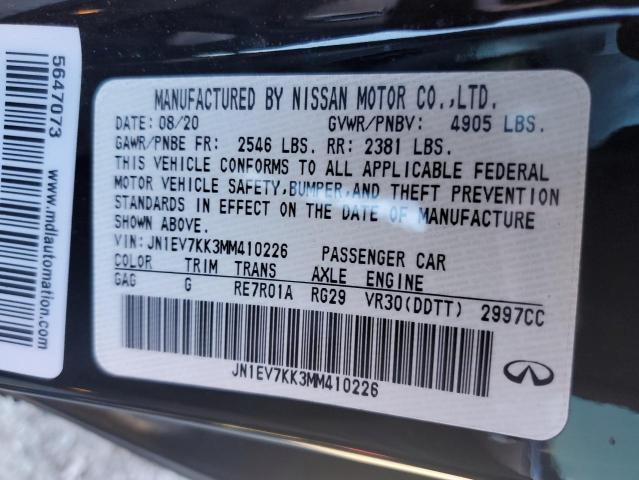 MANUFACTURED BY NISSAN MOTOR CO.,LTD.
DATE: 08/20 GVWR/PNBV: 4905 LBS.
GAWR/PNBE FR: 2546 LBS. RR: 2381 LBS.
THIS VEHICLE CONFORMS TO ALL APPLICABLE FEDERAL
MOTOR VEHICLE SAFETY,BUMPER,AND THEFT PREVENTION
STANDARDS IN EFFECT ON THE DATE OF MANUFACTURE
SHOWN ABOVE.
VIN: JN1EV7KK3MM410226 PASSENGER CAR
COLOR TRIM TRANS AXLE ENGINE
GAG G RE7R01A RG29 VR30(DDTT) 2997CC
JN1EV7KK3MM410226
5647073
www.mdlautomation.com